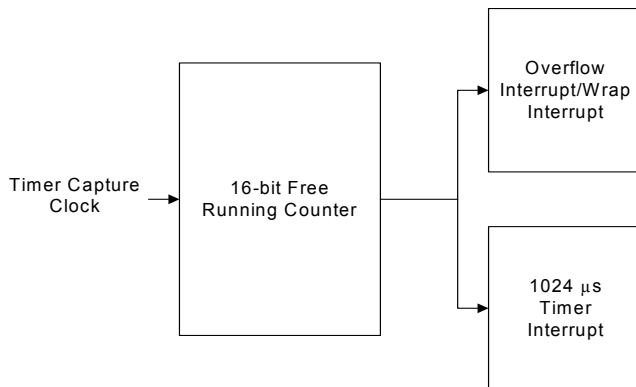 Overflow
Interrupt/Wrap
Interrupt
Timer Capture
Clock
16-bit Free
Running Counter
1024 μs
Timer
Interrupt